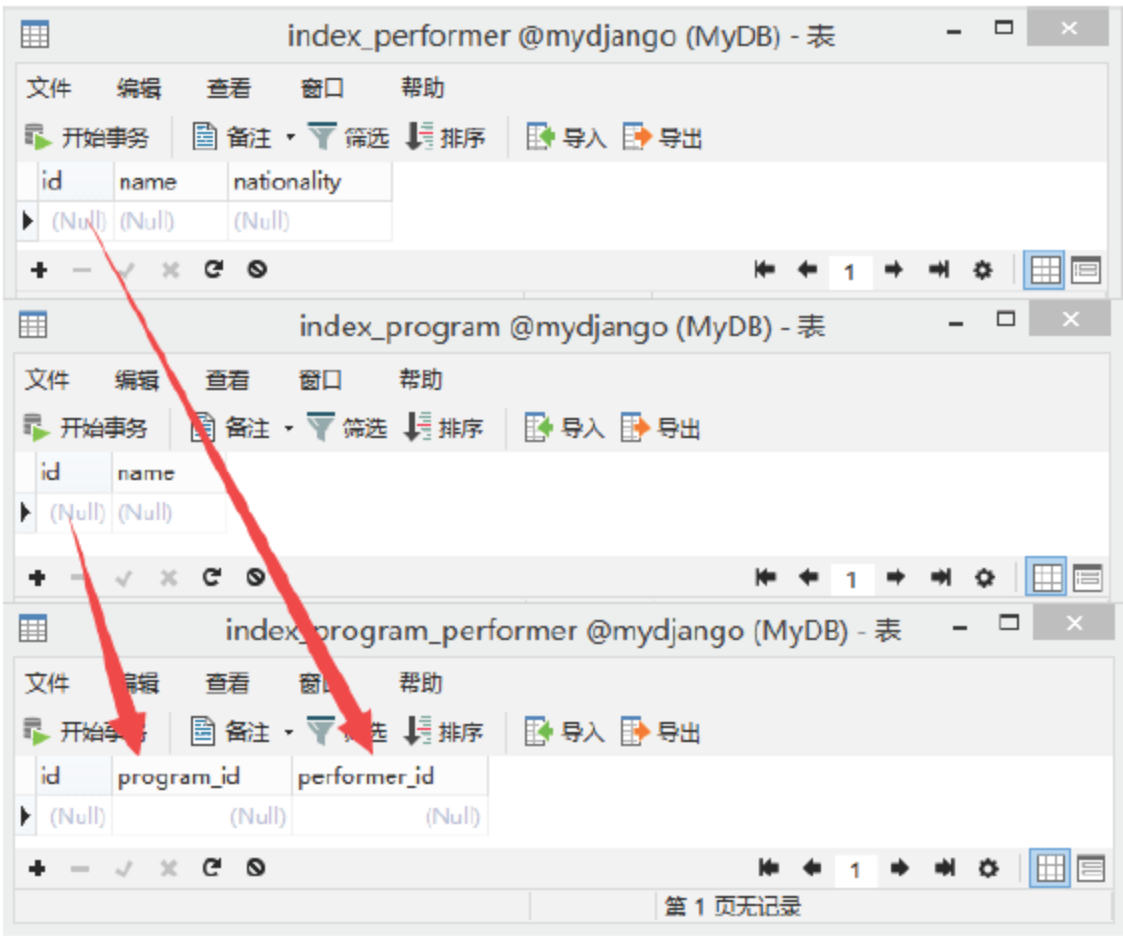 index_performer @mydjango (MyDB) - 表
文件 编辑 查看 窗口 帮助
开始事务 备注 筛选 排序 导入 导出
id name nationality
(Null) (Null) (Null)
1
index_program @mydjango (MyDB) - 表
文件 编辑 查看 窗口 帮助
开始事务 备注 筛选 排序 导入 导出
id name
(Null) (Null)
1
index_program_performer @mydjango (MyDB) - 表
文件 编辑 查看 窗口 帮助
开始事务 备注 筛选 排序 导入 导出
id program_id performer_id
(Null) (Null) (Null)
1
第 1 页无记录